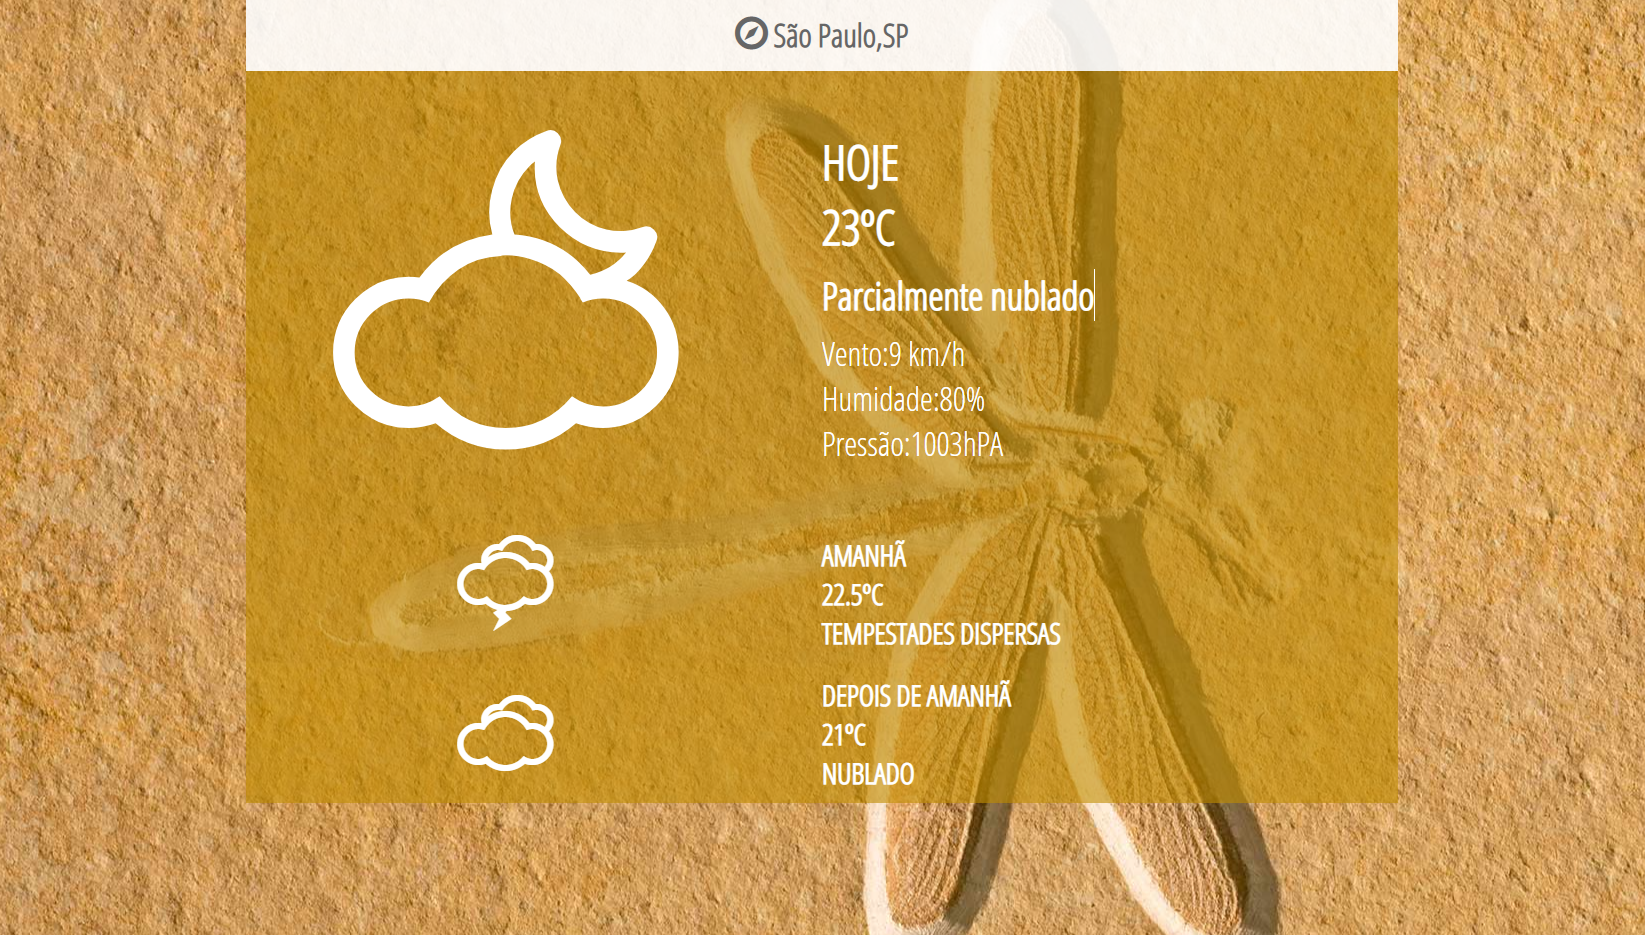 São Paulo,SP
HOJE
23ºC
Parcialmente nublado
Vento:9 km/h
Humidade:80%
Pressão:1003hPA
AMANHÃ
22.5ºC
TEMPESTADES DISPERSAS
DEPOIS DE AMANHÃ
21ºC
NUBLADO